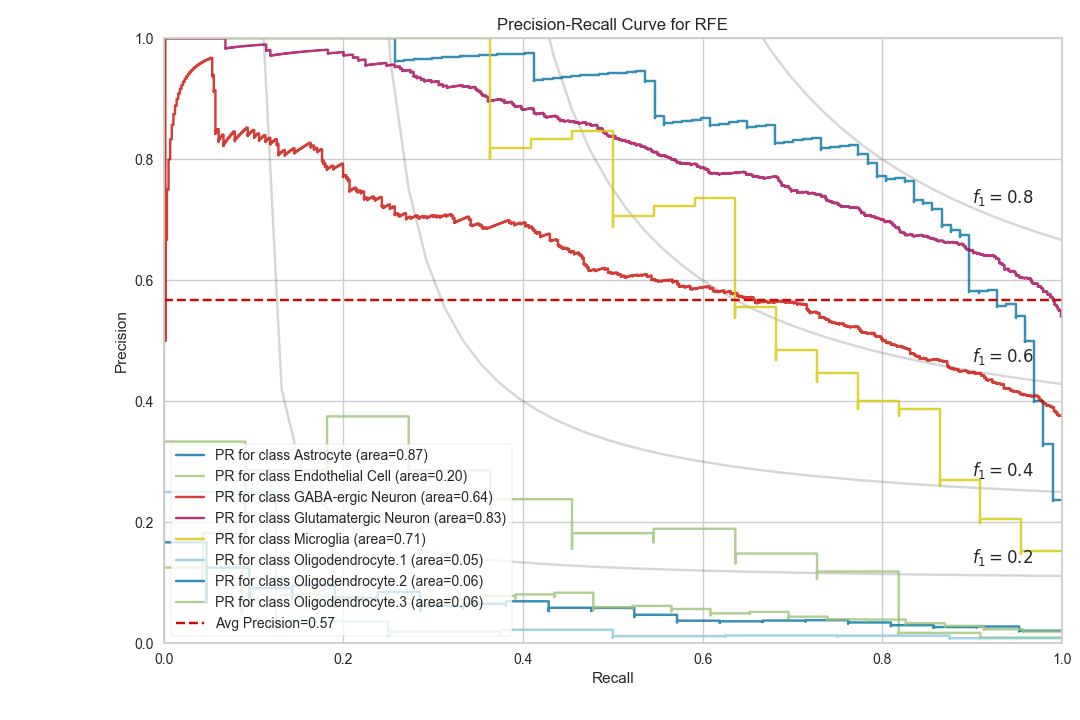 Precision-Recall Curve for RFE
1.0
0.8
0.6
0.4
0.2
0.0
Precision
f1 = 0.8
f1 = 0.6
f1 = 0.4
f1 = 0.2
PR for class Astrocyte (area=0.87)
PR for class Endothelial Cell (area=0.20)
PR for class GABA-ergic Neuron (area=0.64)
PR for class Glutamatergic Neuron (area=0.83)
PR for class Microglia (area=0.71)
PR for class Oligodendrocyte.1 (area=0.05)
PR for class Oligodendrocyte.2 (area=0.06)
PR for class Oligodendrocyte.3 (area=0.06)
Avg Precision=0.57
0.0 0.2 0.4 0.6 0.8 1.0
Recall